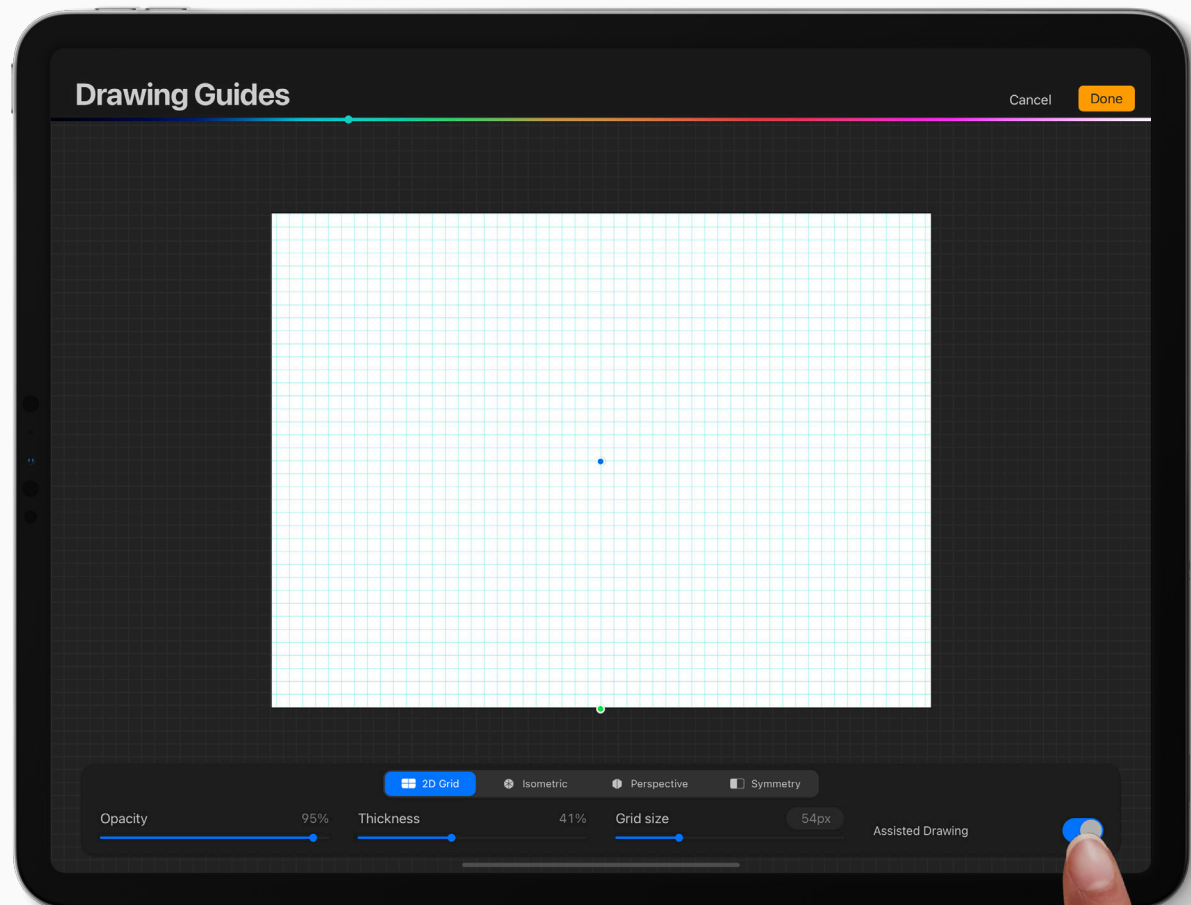 Drawing Guides
Cancel
Done
2D Grid
Isometric
Perspective
Symmetry
Opacity
95%
Thickness
41%
Grid size
54px
Assisted Drawing